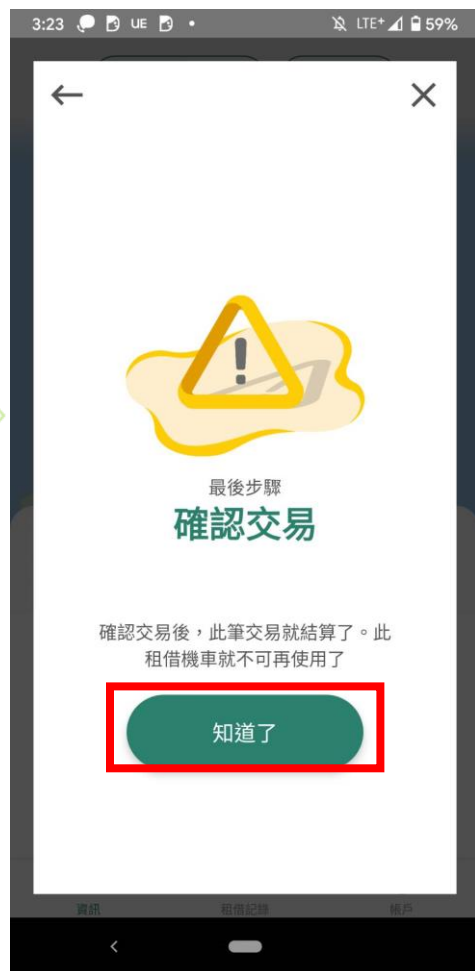 3:23 UE LTE+ 59%
最後步驟
確認交易
確認交易後，此筆交易就結算了。此
租借機車就不可再使用了
知道了
資訊 租借記錄 帳戶